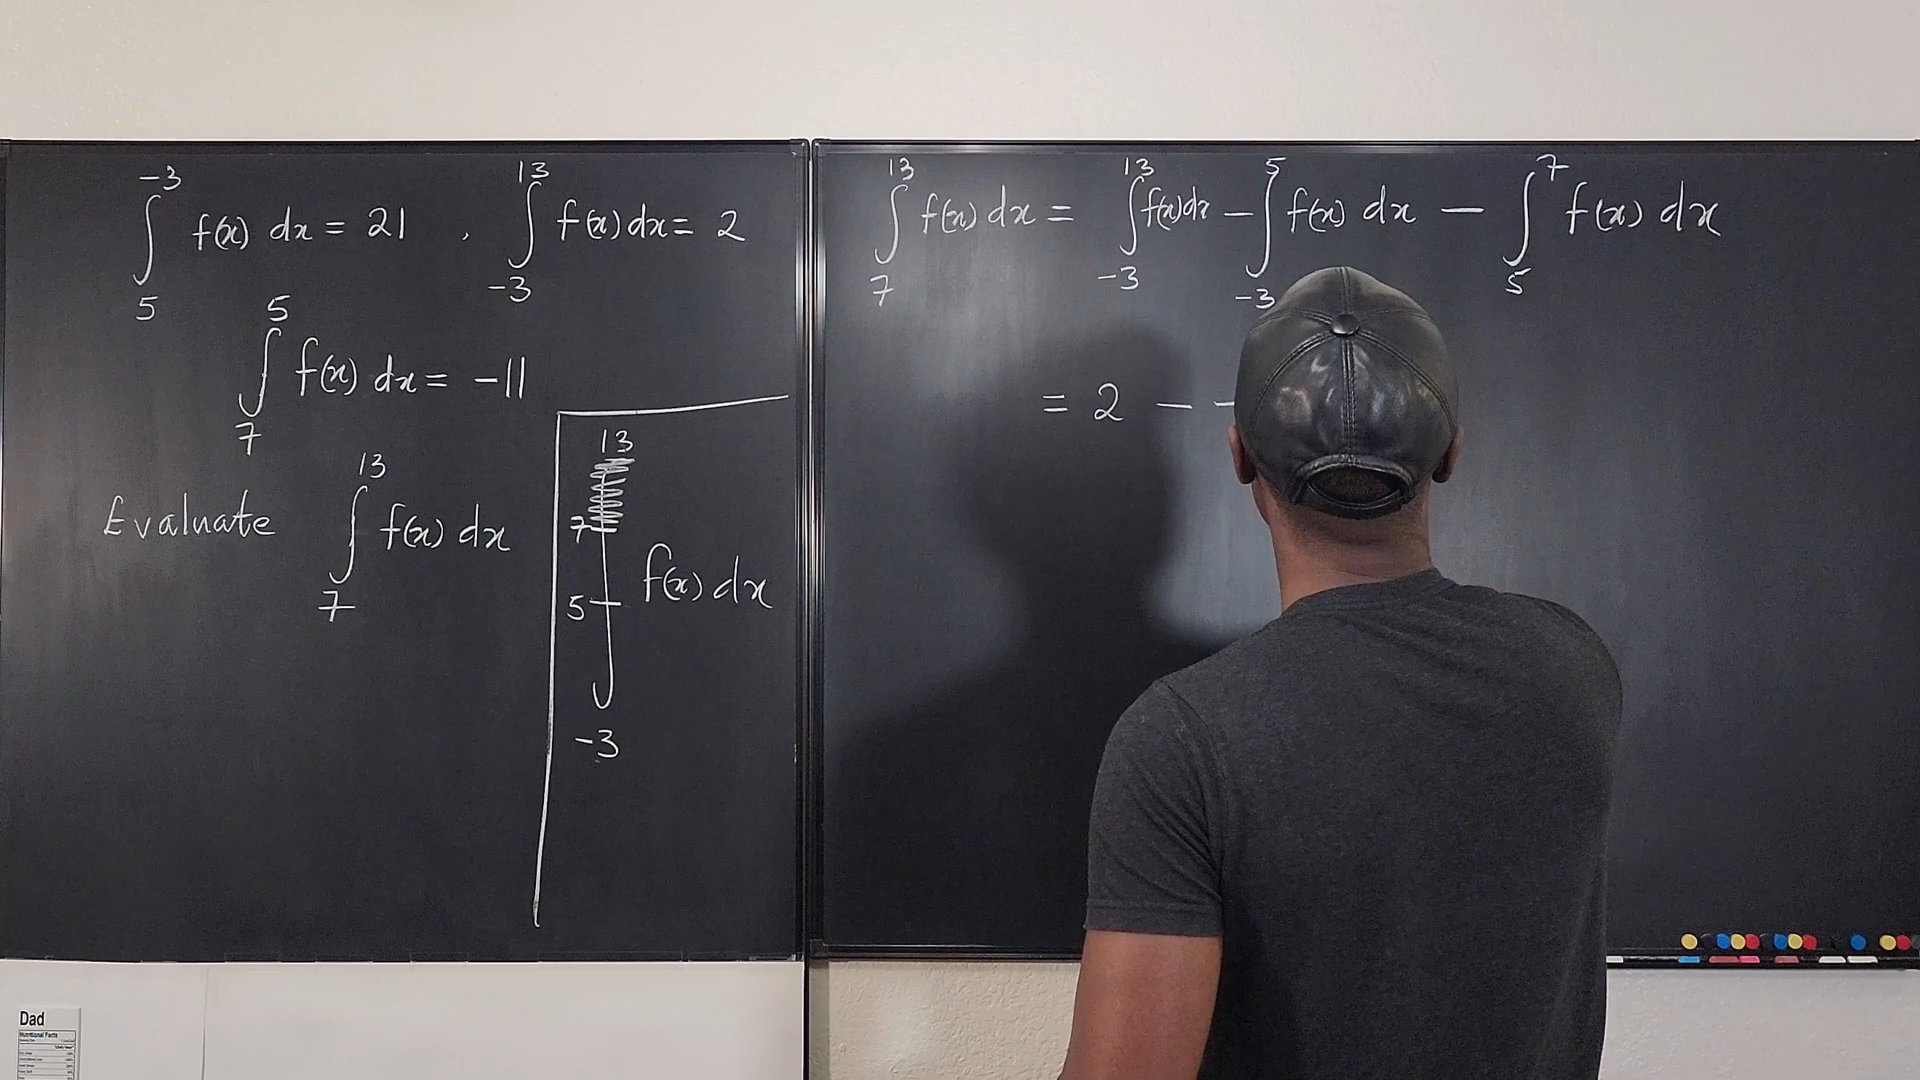 ∫_5^{-3} f(x) dx = 21 , ∫_{-3}^{13} f(x) dx = 2
∫_7^5 f(x) dx = -11
Evaluate ∫_7^{13} f(x) dx
13
7
5
f(x) dx
-3
∫_7^{13} f(x) dx = ∫_{-3}^{13} f(x) dx - ∫_{-3}^5 f(x) dx - ∫_5^7 f(x) dx
= 2 - -
Dad
Nutritional Facts